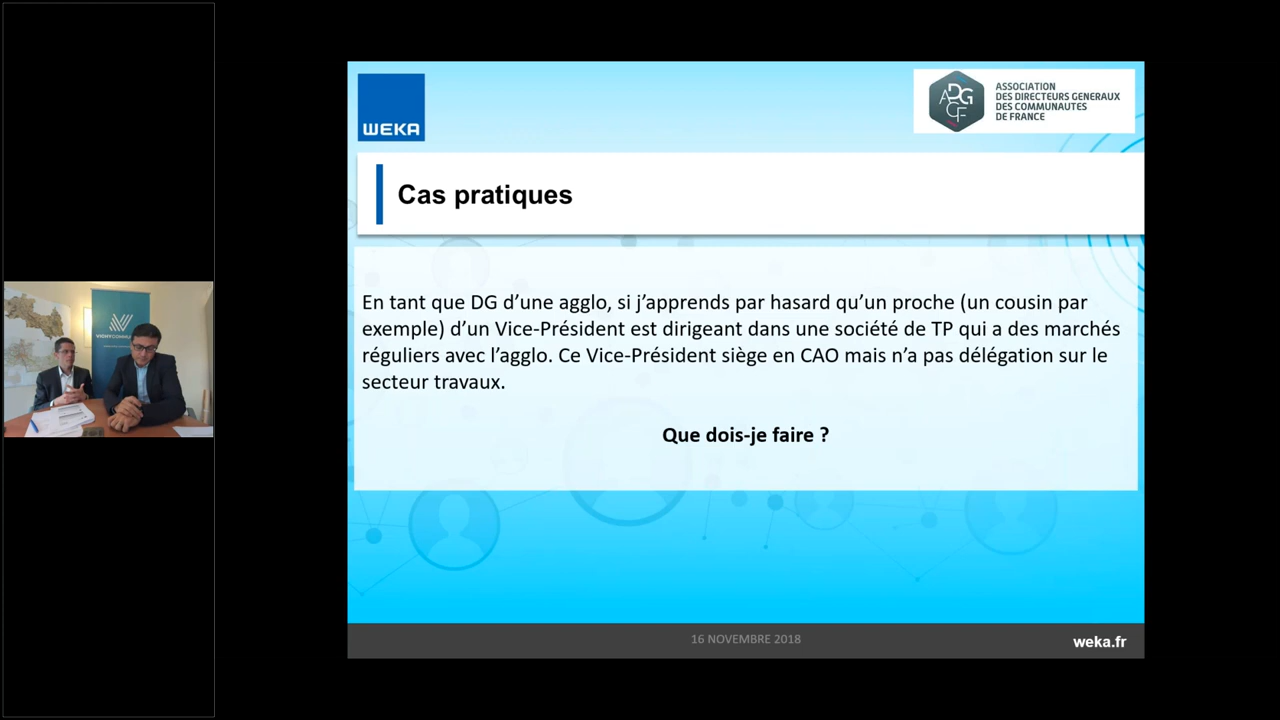 WEKA
ADG
CF
ASSOCIATION
DES DIRECTEURS GENERAUX
DES COMMUNAUTES
DE FRANCE
Cas pratiques
En tant que DG d’une agglo, si j’apprends par hasard qu’un proche (un cousin par
exemple) d’un Vice-Président est dirigeant dans une société de TP qui a des marchés
réguliers avec l’agglo. Ce Vice-Président siège en CAO mais n’a pas délégation sur le
secteur travaux.
Que dois-je faire ?
16 NOVEMBRE 2018
weka.fr